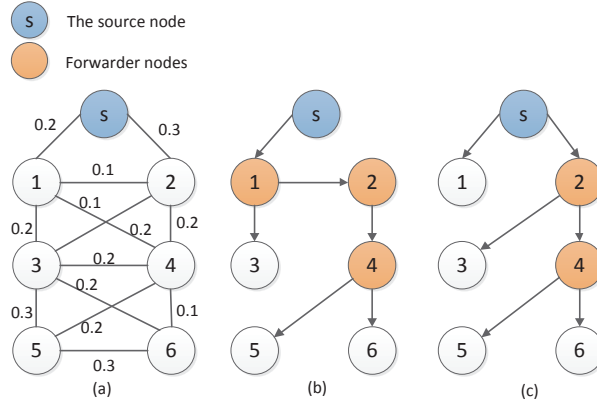 s The source node
Forwarder nodes
s s s
0.2 0.3
1 0.1 2 1 2 1 2
0.1
0.2 0.2 0.2
3 0.2 4 3 4 3 4
0.2
0.3 0.2 0.1
5 6 5 6 5 6
0.3
(a) (b) (c)